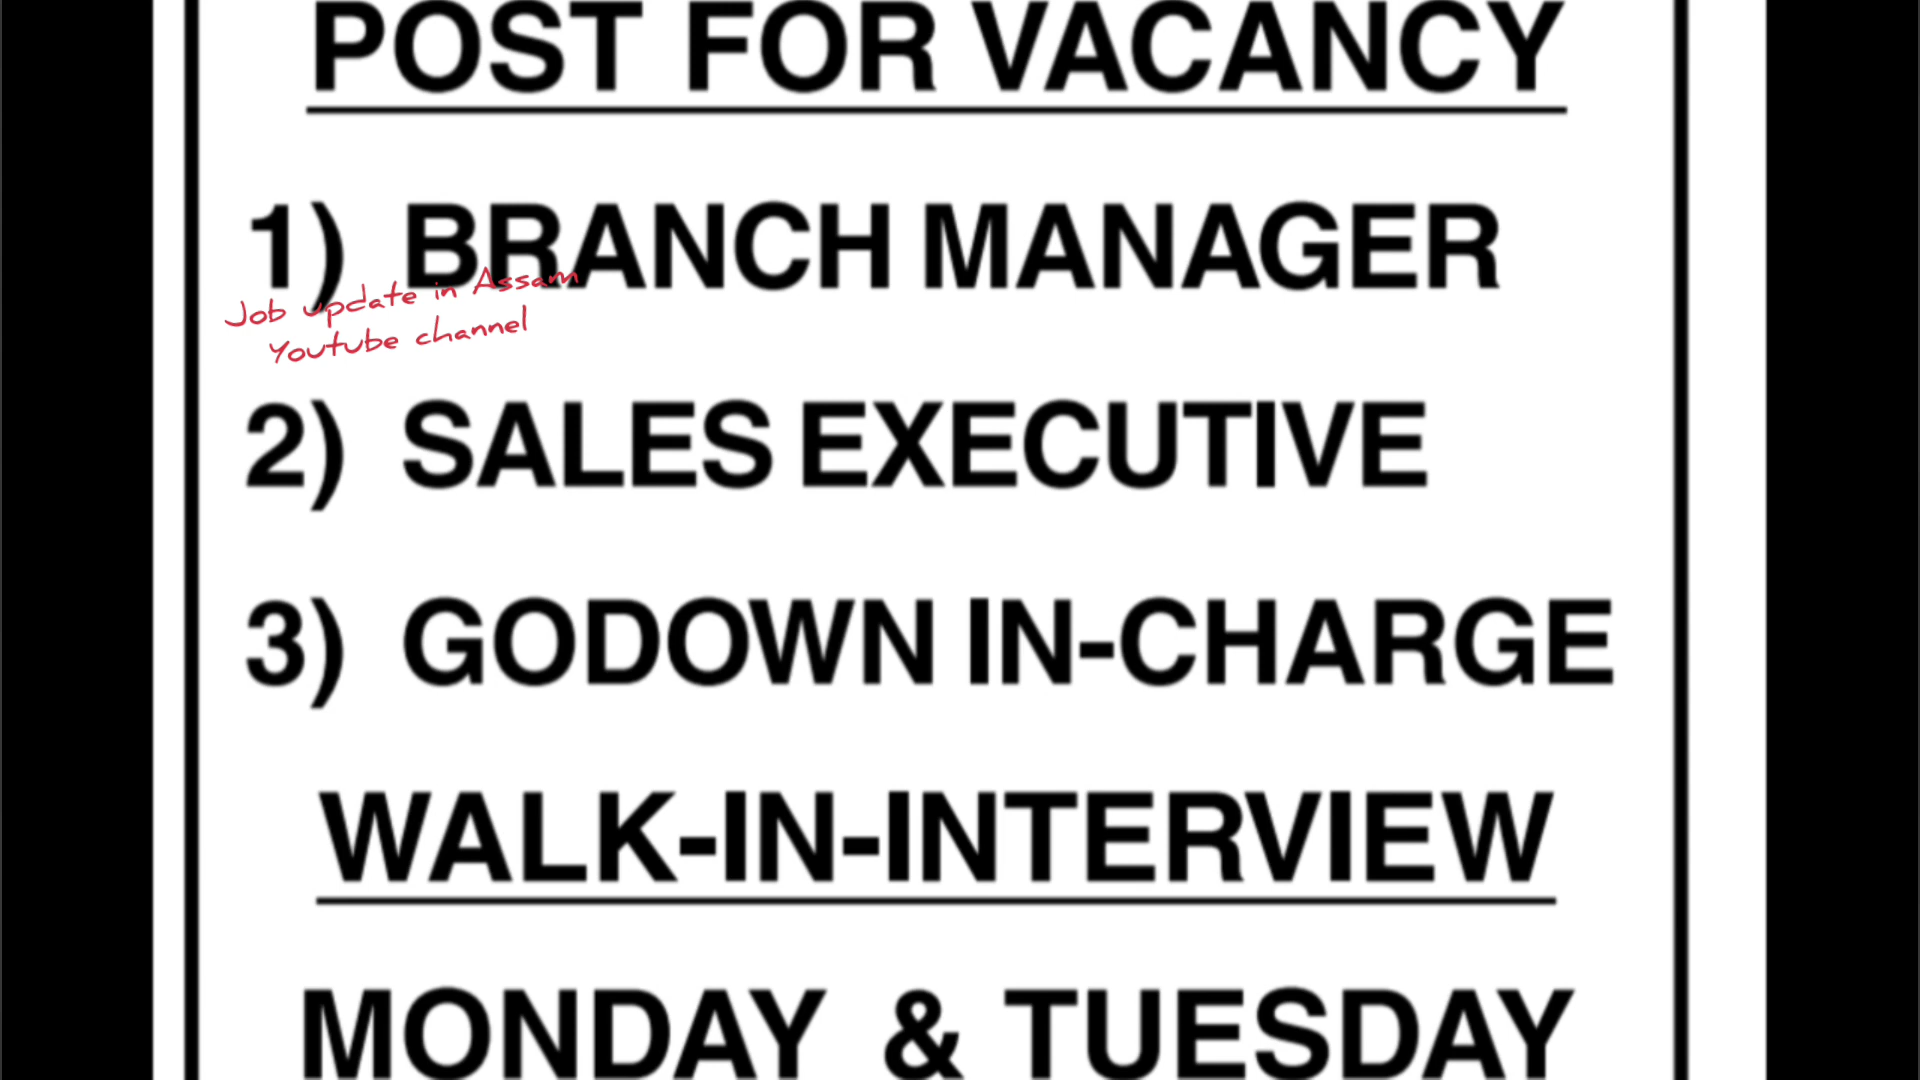 POST FOR VACANCY
1) BRANCH MANAGER
Job update in Assam
Youtube channel
2) SALES EXECUTIVE
3) GODOWN IN-CHARGE
WALK-IN-INTERVIEW
MONDAY & TUESDAY